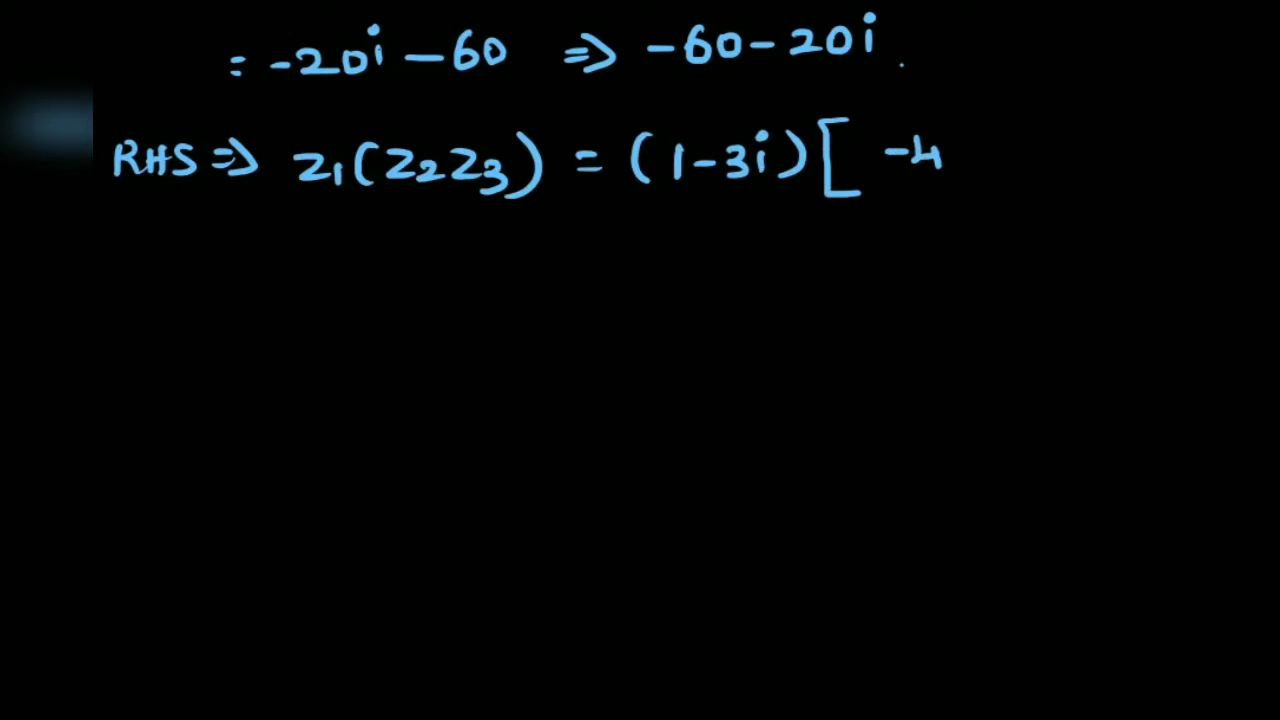 = -20i - 60 ⇒ -60 - 20i.
RHS ⇒ z₁(z₂z₃) = (1-3i)[ -4